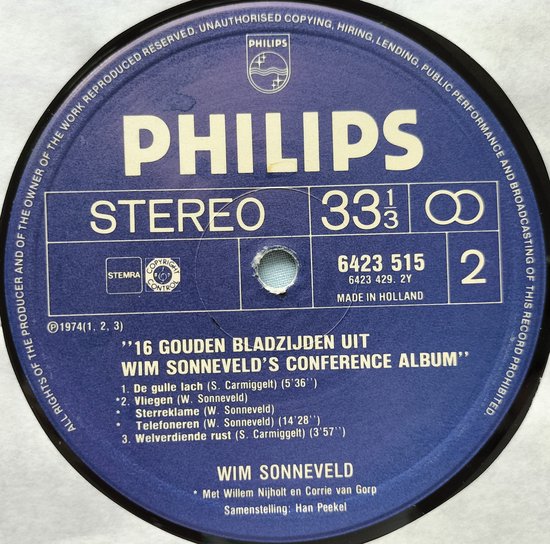 ALL RIGHTS OF THE PRODUCER AND OF THE OWNER OF THE WORK REPRODUCED RESERVED. UNAUTHORISED COPYING, HIRING, LENDING, PUBLIC PERFORMANCE AND BROADCASTING OF THIS RECORD PROHIBITED
PHILIPS
PHILIPS
STEREO 33 1/3
STEMRA COPYRIGHT CONTROL 6423 515 2
6423 429. 2Y
MADE IN HOLLAND
Ⓟ1974(1, 2, 3)
"16 GOUDEN BLADZIJDEN UIT
WIM SONNEVELD'S CONFERENCE ALBUM"
1. De gulle lach (S. Carmiggelt) (5'36'')
*2. Vliegen (W. Sonneveld)
* Sterreklame (W. Sonneveld)
* Telefoneren (W. Sonneveld) (14'28'')
3. Welverdiende rust (S. Carmiggelt) (3'57'')
WIM SONNEVELD
* Met Willem Nijholt en Corrie van Gorp
Samenstelling: Han Peekel